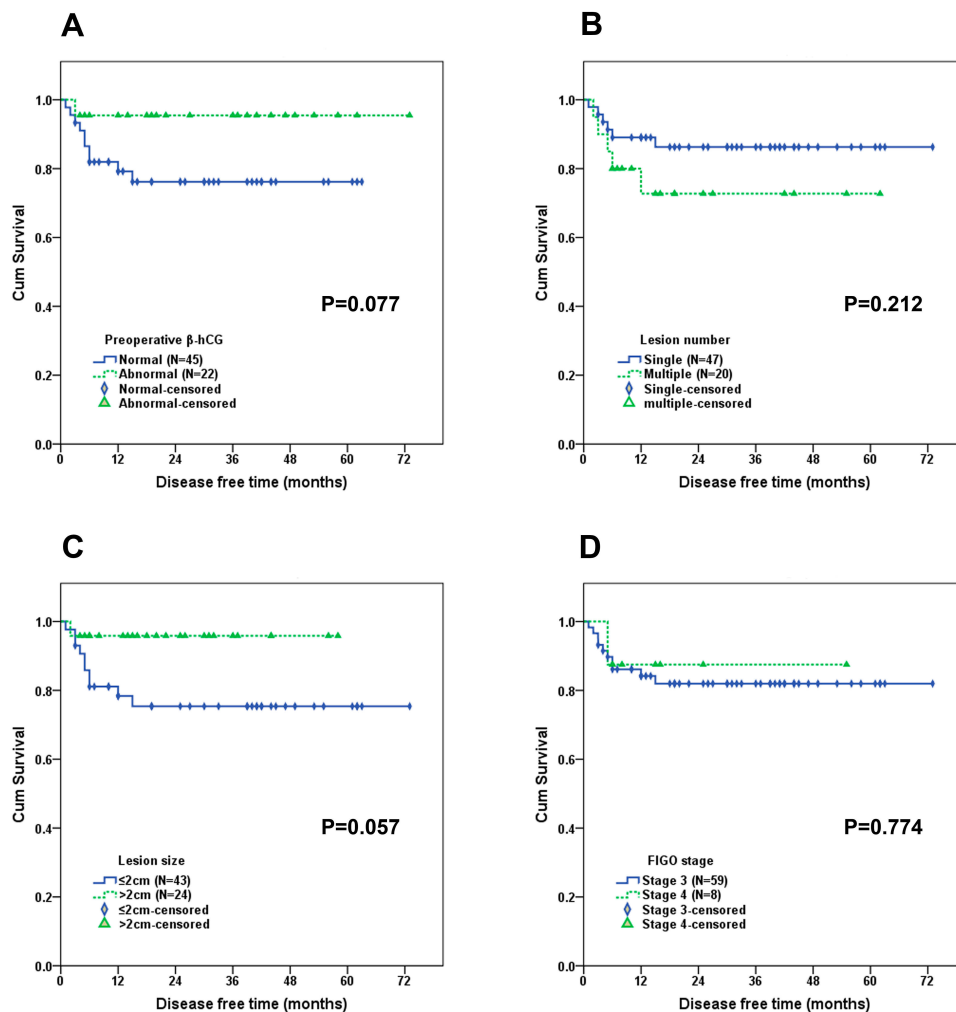 A
1.0
0.8
0.6
0.4
0.2
0.0
Cum Survival
P=0.077
Preoperative β-hCG
Normal (N=45)
Abnormal (N=22)
Normal-censored
Abnormal-censored
0 12 24 36 48 60 72
Disease free time (months)
B
1.0
0.8
0.6
0.4
0.2
0.0
Cum Survival
P=0.212
Lesion number
Single (N=47)
Multiple (N=20)
Single-censored
multiple-censored
0 12 24 36 48 60 72
Disease free time (months)
C
1.0
0.8
0.6
0.4
0.2
0.0
Cum Survival
P=0.057
Lesion size
≤2cm (N=43)
>2cm (N=24)
≤2cm-censored
>2cm-censored
0 12 24 36 48 60 72
Disease free time (months)
D
1.0
0.8
0.6
0.4
0.2
0.0
Cum Survival
P=0.774
FIGO stage
Stage 3 (N=59)
Stage 4 (N=8)
Stage 3-censored
Stage 4-censored
0 12 24 36 48 60 72
Disease free time (months)